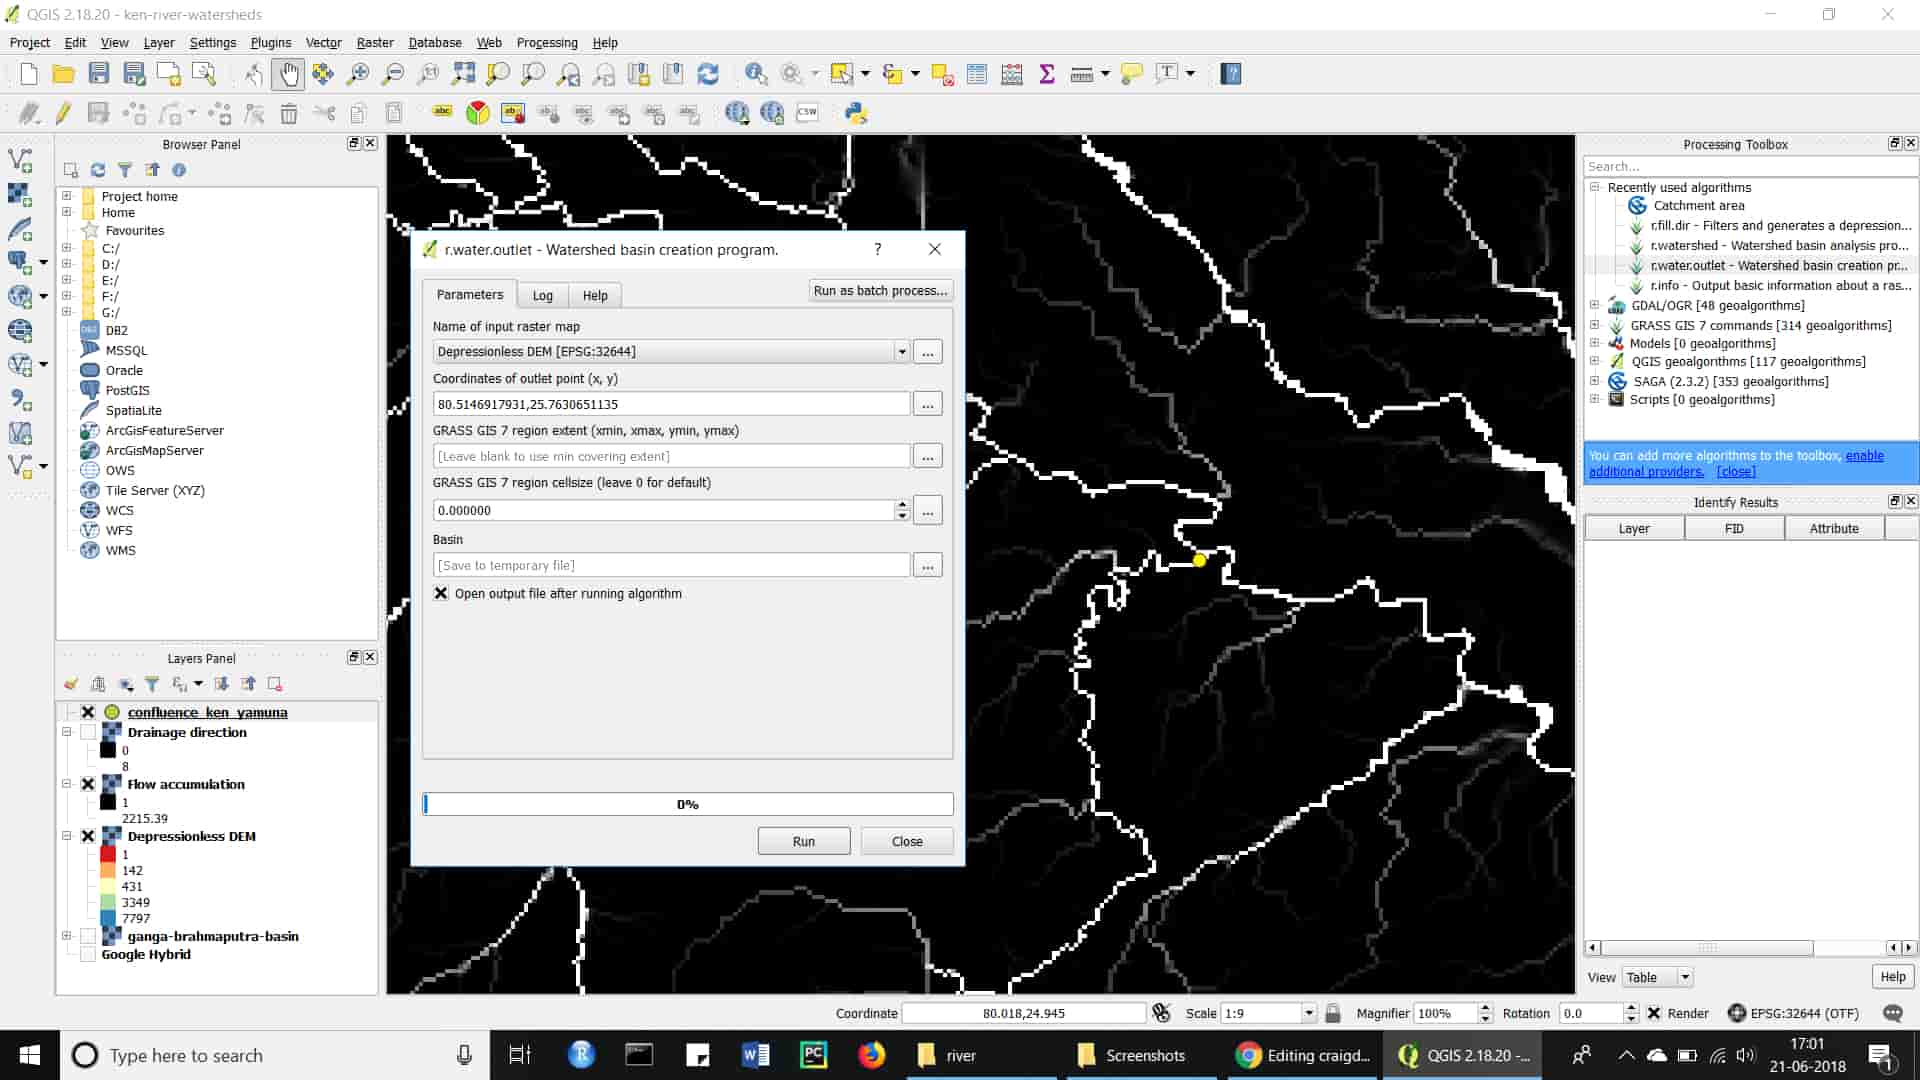 QGIS 2.18.20 - ken-river-watersheds
Project Edit View Layer Settings Plugins Vector Raster Database Web Processing Help
abc
CSW
Browser Panel
Project home
Home
Favourites
C:/
D:/
E:/
F:/
G:/
DB2
MSSQL
Oracle
PostGIS
SpatiaLite
ArcGisFeatureServer
ArcGisMapServer
OWS
Tile Server (XYZ)
WCS
WFS
WMS
Layers Panel
confluence_ken_yamuna
Drainage direction
0
8
Flow accumulation
1
2215.39
Depressionless DEM
1
142
431
3349
7797
ganga-brahmaputra-basin
Google Hybrid
r.water.outlet - Watershed basin creation program.
?
Parameters Log Help
Run as batch process...
Name of input raster map
Depressionless DEM [EPSG:32644]
...
Coordinates of outlet point (x, y)
80.5146917931,25.7630651135
...
GRASS GIS 7 region extent (xmin, xmax, ymin, ymax)
[Leave blank to use min covering extent]
...
GRASS GIS 7 region cellsize (leave 0 for default)
0.000000
...
Basin
[Save to temporary file]
...
Open output file after running algorithm
0%
Run Close
Processing Toolbox
Search...
Recently used algorithms
Catchment area
r.fill.dir - Filters and generates a depression...
r.watershed - Watershed basin analysis pro...
r.water.outlet - Watershed basin creation pr...
r.info - Output basic information about a ras...
GDAL/OGR [48 geoalgorithms]
GRASS GIS 7 commands [314 geoalgorithms]
Models [0 geoalgorithms]
QGIS geoalgorithms [117 geoalgorithms]
SAGA (2.3.2) [353 geoalgorithms]
Scripts [0 geoalgorithms]
You can add more algorithms to the toolbox, enable
additional providers. [close]
Identify Results
Layer FID Attribute
View Table Help
Coordinate 80.018,24.945 Scale 1:9 Magnifier 100% Rotation 0.0 Render EPSG:32644 (OTF)
Type here to search
river
Screenshots
Editing craigd...
QGIS 2.18.20 -...
17:01
21-06-2018
1